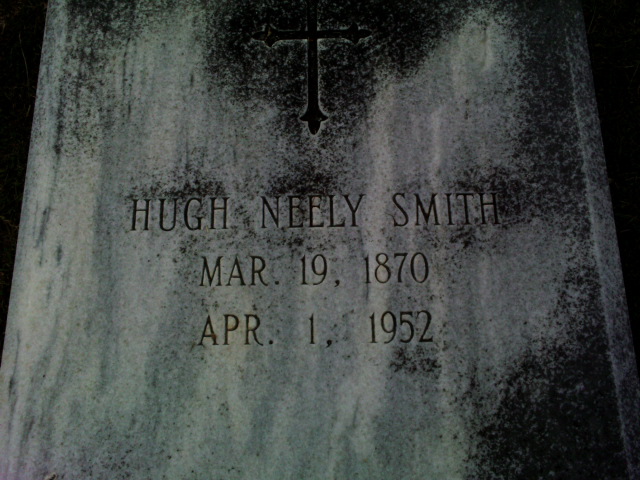 HUGH NEELY SMITH
MAR. 19, 1870
APR. 1, 1952